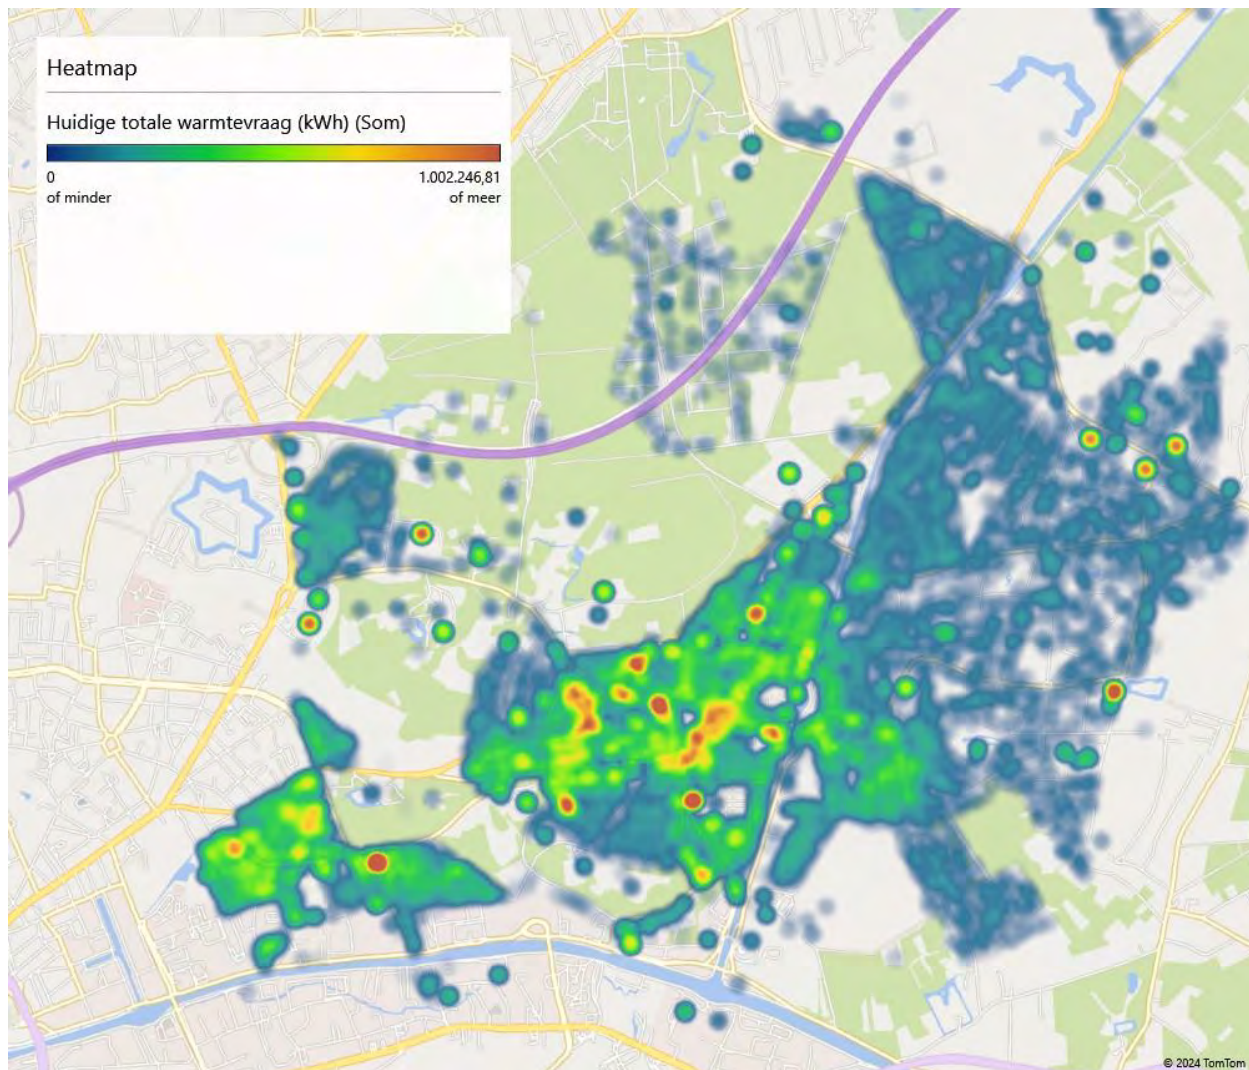 Heatmap
Huidige totale warmtevraag (kWh) (Som)
0
of minder
1.002.246,81
of meer
© 2024 TomTom